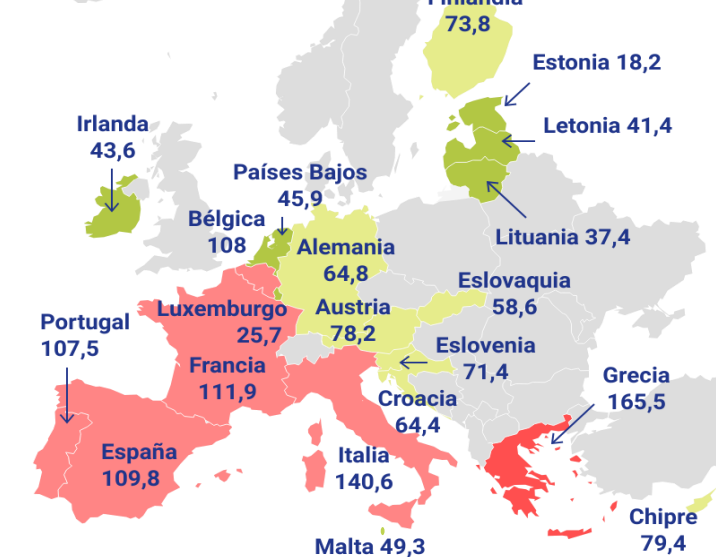 Finlandia
73,8
Estonia 18,2
Letonia 41,4
Irlanda
43,6
Países Bajos
45,9
Bélgica
108
Lituania 37,4
Alemania
64,8
Eslovaquia
58,6
Luxemburgo
25,7
Austria
78,2
Portugal
107,5
Eslovenia
71,4
Francia
111,9
Grecia
165,5
Croacia
64,4
España
109,8
Italia
140,6
Chipre
79,4
Malta 49,3